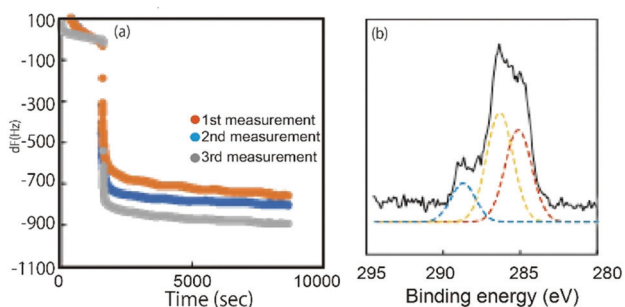 (a)
100
-100
-300
-500
-700
-900
-1100
dF(Hz)
1st measurement
2nd measurement
3rd measurement
0
5000
10000
Time (sec)
(b)
295
290
285
280
Binding energy (eV)